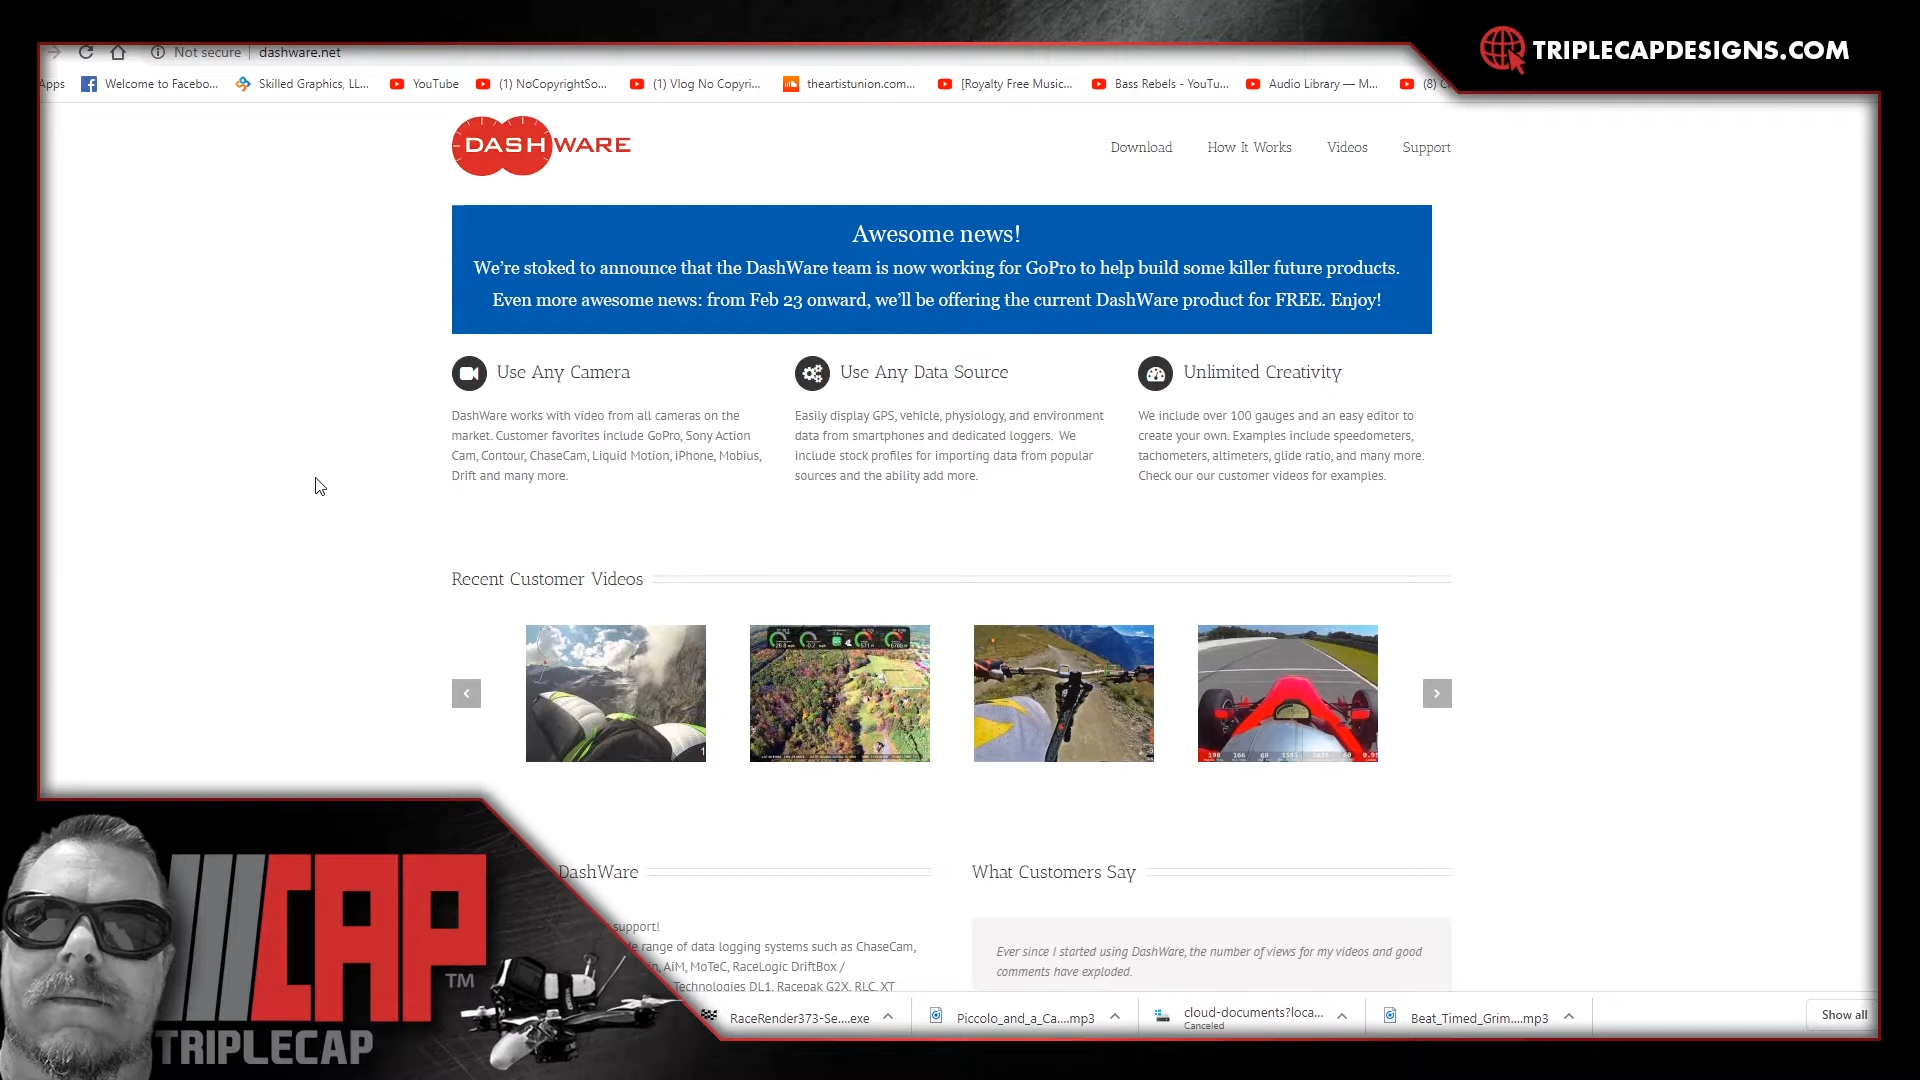 TRIPLECAPDESIGNS.COM
Not secure | dashware.net
Apps
Welcome to Facebo...
Skilled Graphics, LL...
YouTube
(1) NoCopyrightSo...
(1) Vlog No Copyri...
theartistunion.com...
[Royalty Free Music...
Bass Rebels - YouTu...
Audio Library — M...
(8)
DASHWARE
Download
How It Works
Videos
Support
Awesome news!
We're stoked to announce that the DashWare team is now working for GoPro to help build some killer future products.
Even more awesome news: from Feb 23 onward, we'll be offering the current DashWare product for FREE. Enjoy!
Use Any Camera
DashWare works with video from all cameras on the
market. Customer favorites include GoPro, Sony Action
Cam, Contour, ChaseCam, Liquid Motion, iPhone, Mobius,
Drift and many more.
Use Any Data Source
Easily display GPS, vehicle, physiology, and environment
data from smartphones and dedicated loggers. We
include stock profiles for importing data from popular
sources and the ability add more.
Unlimited Creativity
We include over 100 gauges and an easy editor to
create your own. Examples include speedometers,
tachometers, altimeters, glide ratio, and many more.
Check our our customer videos for examples.
Recent Customer Videos
DashWare
support!
range of data logging systems such as ChaseCam,
AiM, MoTeC, RaceLogic DriftBox /
Technologies DL1, Racepak G2X, RLC, XT
What Customers Say
Ever since I started using DashWare, the number of views for my videos and good
comments have exploded.
CAP
TM
TRIPLECAP
RaceRender373-Se....exe
Piccolo_and_a_Ca....mp3
cloud-documents?loca...
Canceled
Beat_Timed_Grim....mp3
Show all